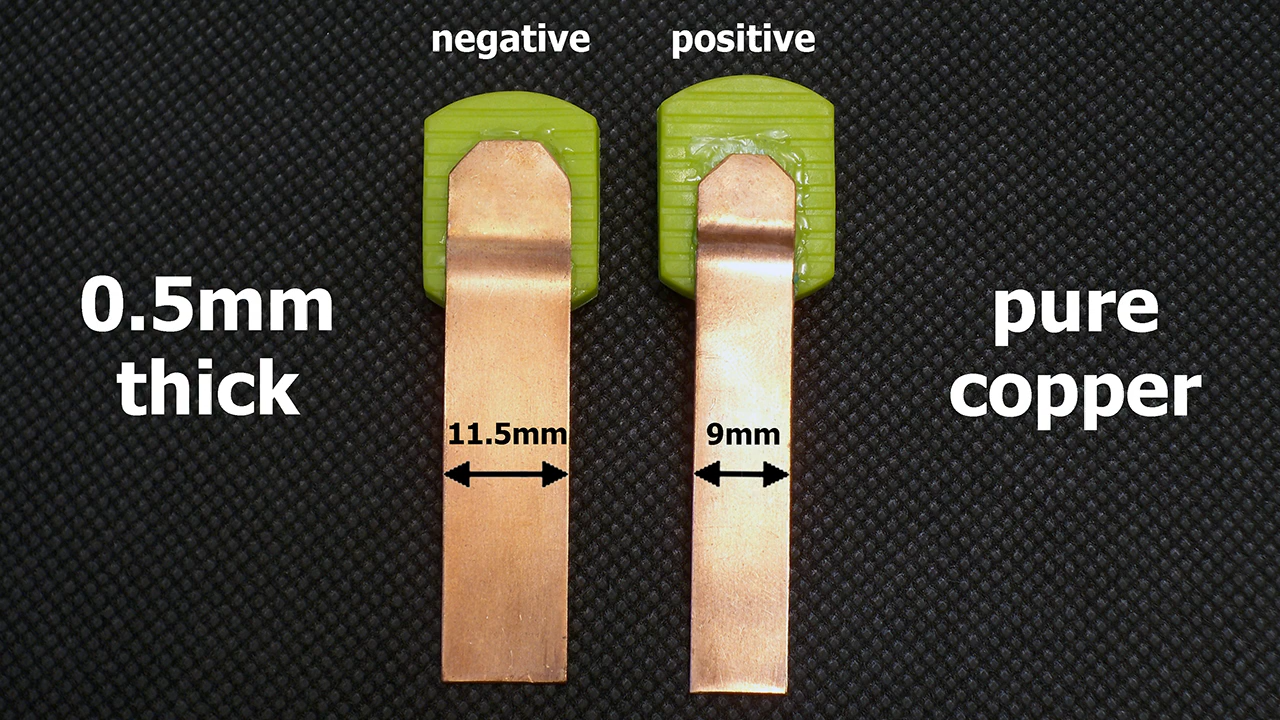 negative
positive
0.5mm
thick
pure
copper
11.5mm
9mm